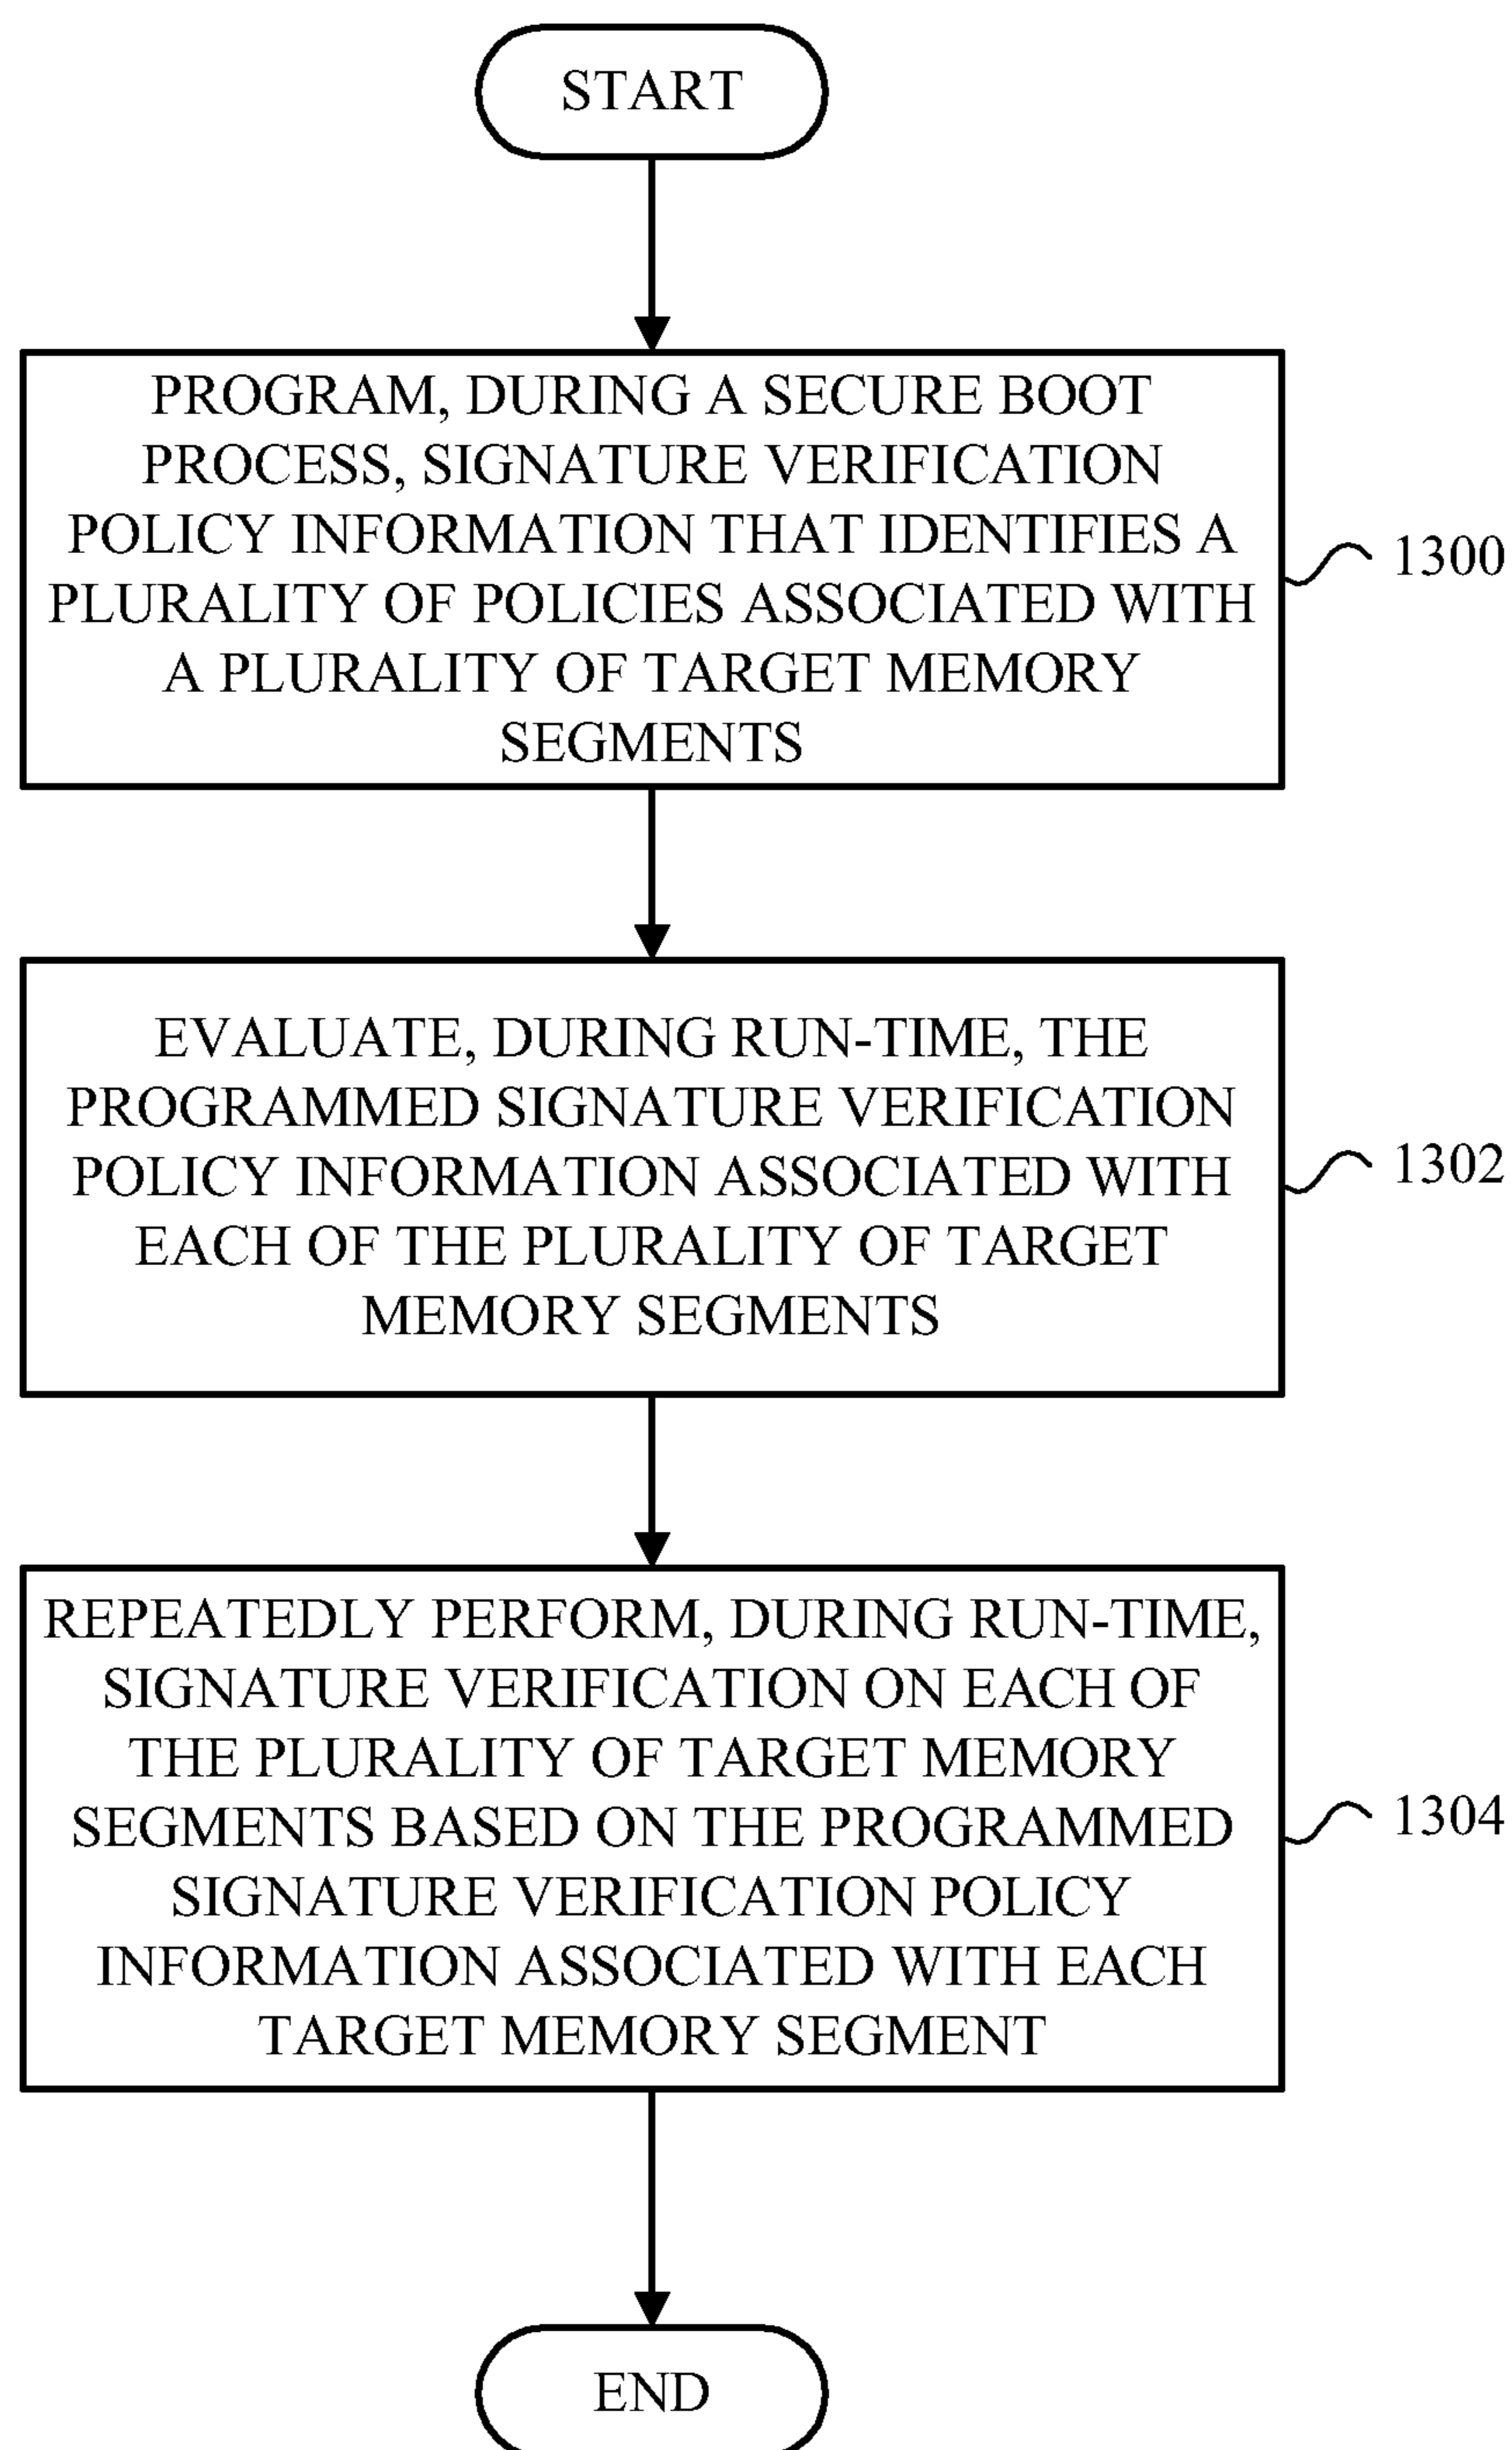 START
PROGRAM, DURING A SECURE BOOT
PROCESS, SIGNATURE VERIFICATION
POLICY INFORMATION THAT IDENTIFIES A
PLURALITY OF POLICIES ASSOCIATED WITH
A PLURALITY OF TARGET MEMORY
SEGMENTS
1300
EVALUATE, DURING RUN-TIME, THE
PROGRAMMED SIGNATURE VERIFICATION
POLICY INFORMATION ASSOCIATED WITH
EACH OF THE PLURALITY OF TARGET
MEMORY SEGMENTS
1302
REPEATEDLY PERFORM, DURING RUN-TIME,
SIGNATURE VERIFICATION ON EACH OF
THE PLURALITY OF TARGET MEMORY
SEGMENTS BASED ON THE PROGRAMMED
SIGNATURE VERIFICATION POLICY
INFORMATION ASSOCIATED WITH EACH
TARGET MEMORY SEGMENT
1304
END